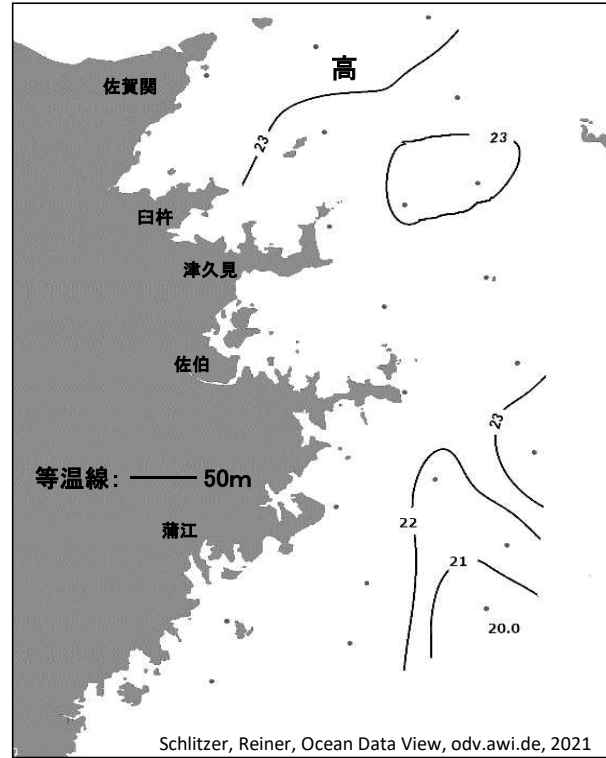 佐賀関
高
23
23
臼杵
津久見
佐伯
23
等温線： 50m
22
蒲江
21
20.0
Schlitzer, Reiner, Ocean Data View, odv.awi.de, 2021